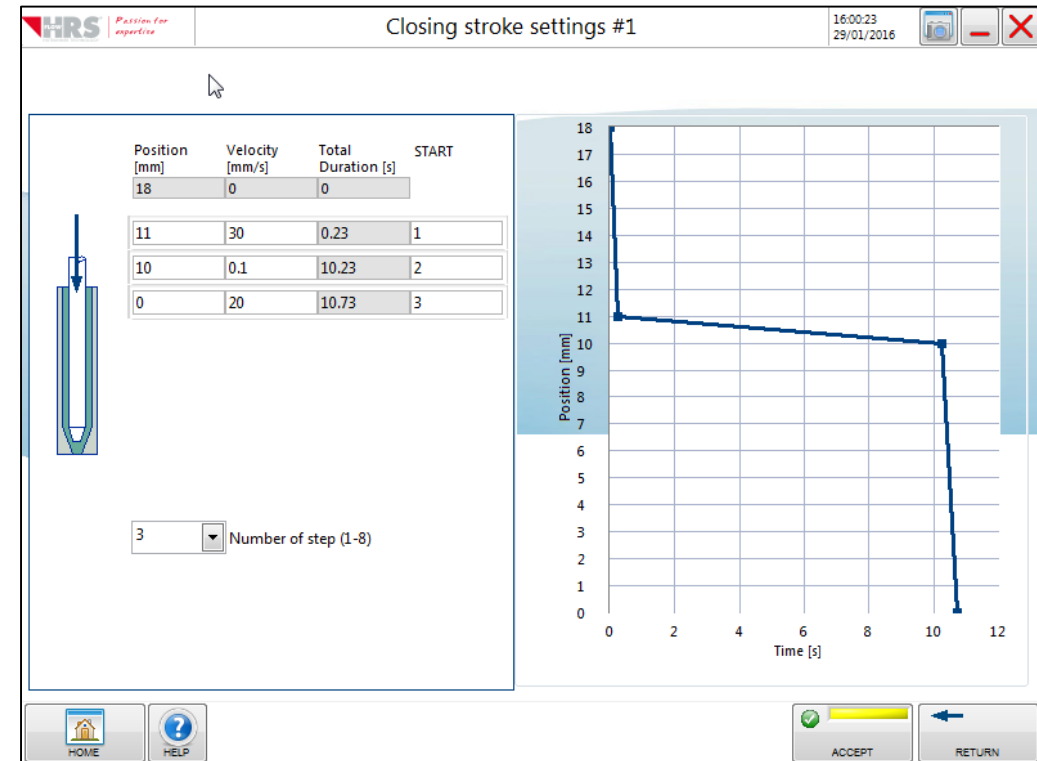 HRS Passion for expertise
Closing stroke settings #1
16:00:23
29/01/2016
Position [mm] Velocity [mm/s] Total Duration [s] START
18 0 0
11 30 0.23 1
10 0.1 10.23 2
0 20 10.73 3
3 Number of step (1-8)
Position [mm]
18
17
16
15
14
13
12
11
10
9
8
7
6
5
4
3
2
1
0
0 2 4 6 8 10 12
Time [s]
HOME HELP ACCEPT RETURN